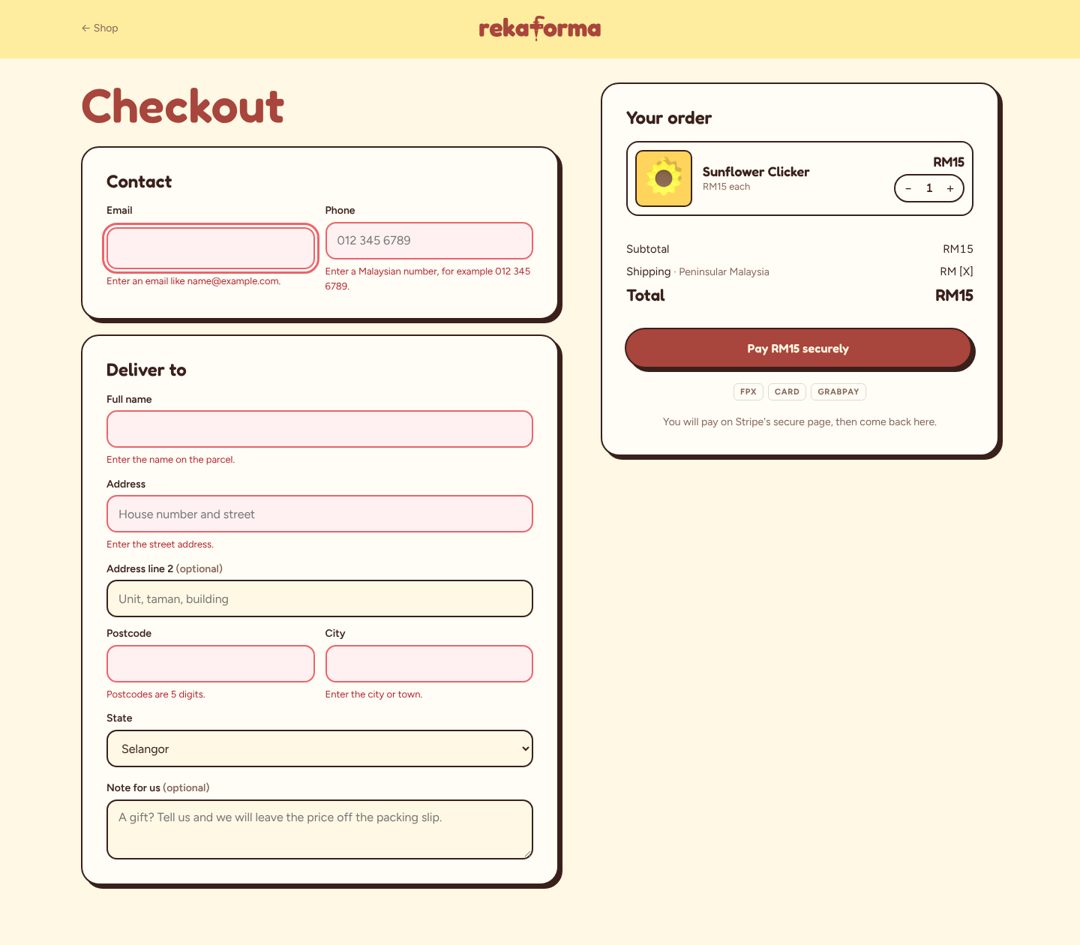 ← Shop
rekaforma
Checkout
Contact
Email
Enter an email like name@example.com.
Phone
012 345 6789
Enter a Malaysian number, for example 012 345
6789.
Deliver to
Full name
Enter the name on the parcel.
Address
House number and street
Enter the street address.
Address line 2 (optional)
Unit, taman, building
Postcode
Postcodes are 5 digits.
City
Enter the city or town.
State
Selangor
Note for us (optional)
A gift? Tell us and we will leave the price off the packing slip.
Your order
Sunflower Clicker
RM15 each
RM15
− 1 +
Subtotal RM15
Shipping · Peninsular Malaysia RM [X]
Total RM15
Pay RM15 securely
FPX CARD GRABPAY
You will pay on Stripe's secure page, then come back here.